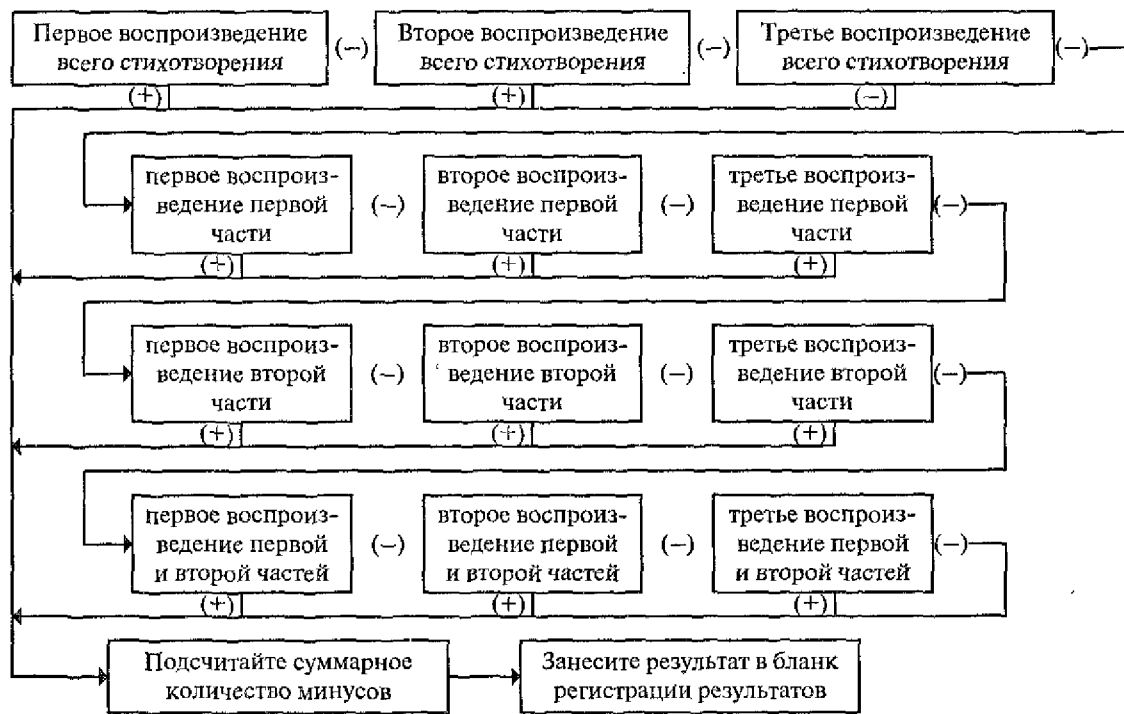 Первое воспроизведение
всего стихотворения
(−)
Второе воспроизведение
всего стихотворения
(−)
Третье воспроизведение
всего стихотворения
(−)
(+)
(+)
(−)
первое воспроиз-
ведение первой
части
(−)
второе воспроиз-
ведение первой
части
(−)
третье воспроиз-
ведение первой
части
(−)
(+)
(+)
(+)
первое воспроиз-
ведение второй
части
(−)
второе воспроиз-
ведение второй
части
(−)
третье воспроиз-
ведение второй
части
(−)
(+)
(+)
(+)
первое воспроиз-
ведение первой
и второй частей
(−)
второе воспроиз-
ведение первой
и второй частей
(−)
третье воспроиз-
ведение первой
и второй частей
(−)
(+)
(+)
(+)
Подсчитайте суммарное
количество минусов
Занесите результат в бланк
регистрации результатов